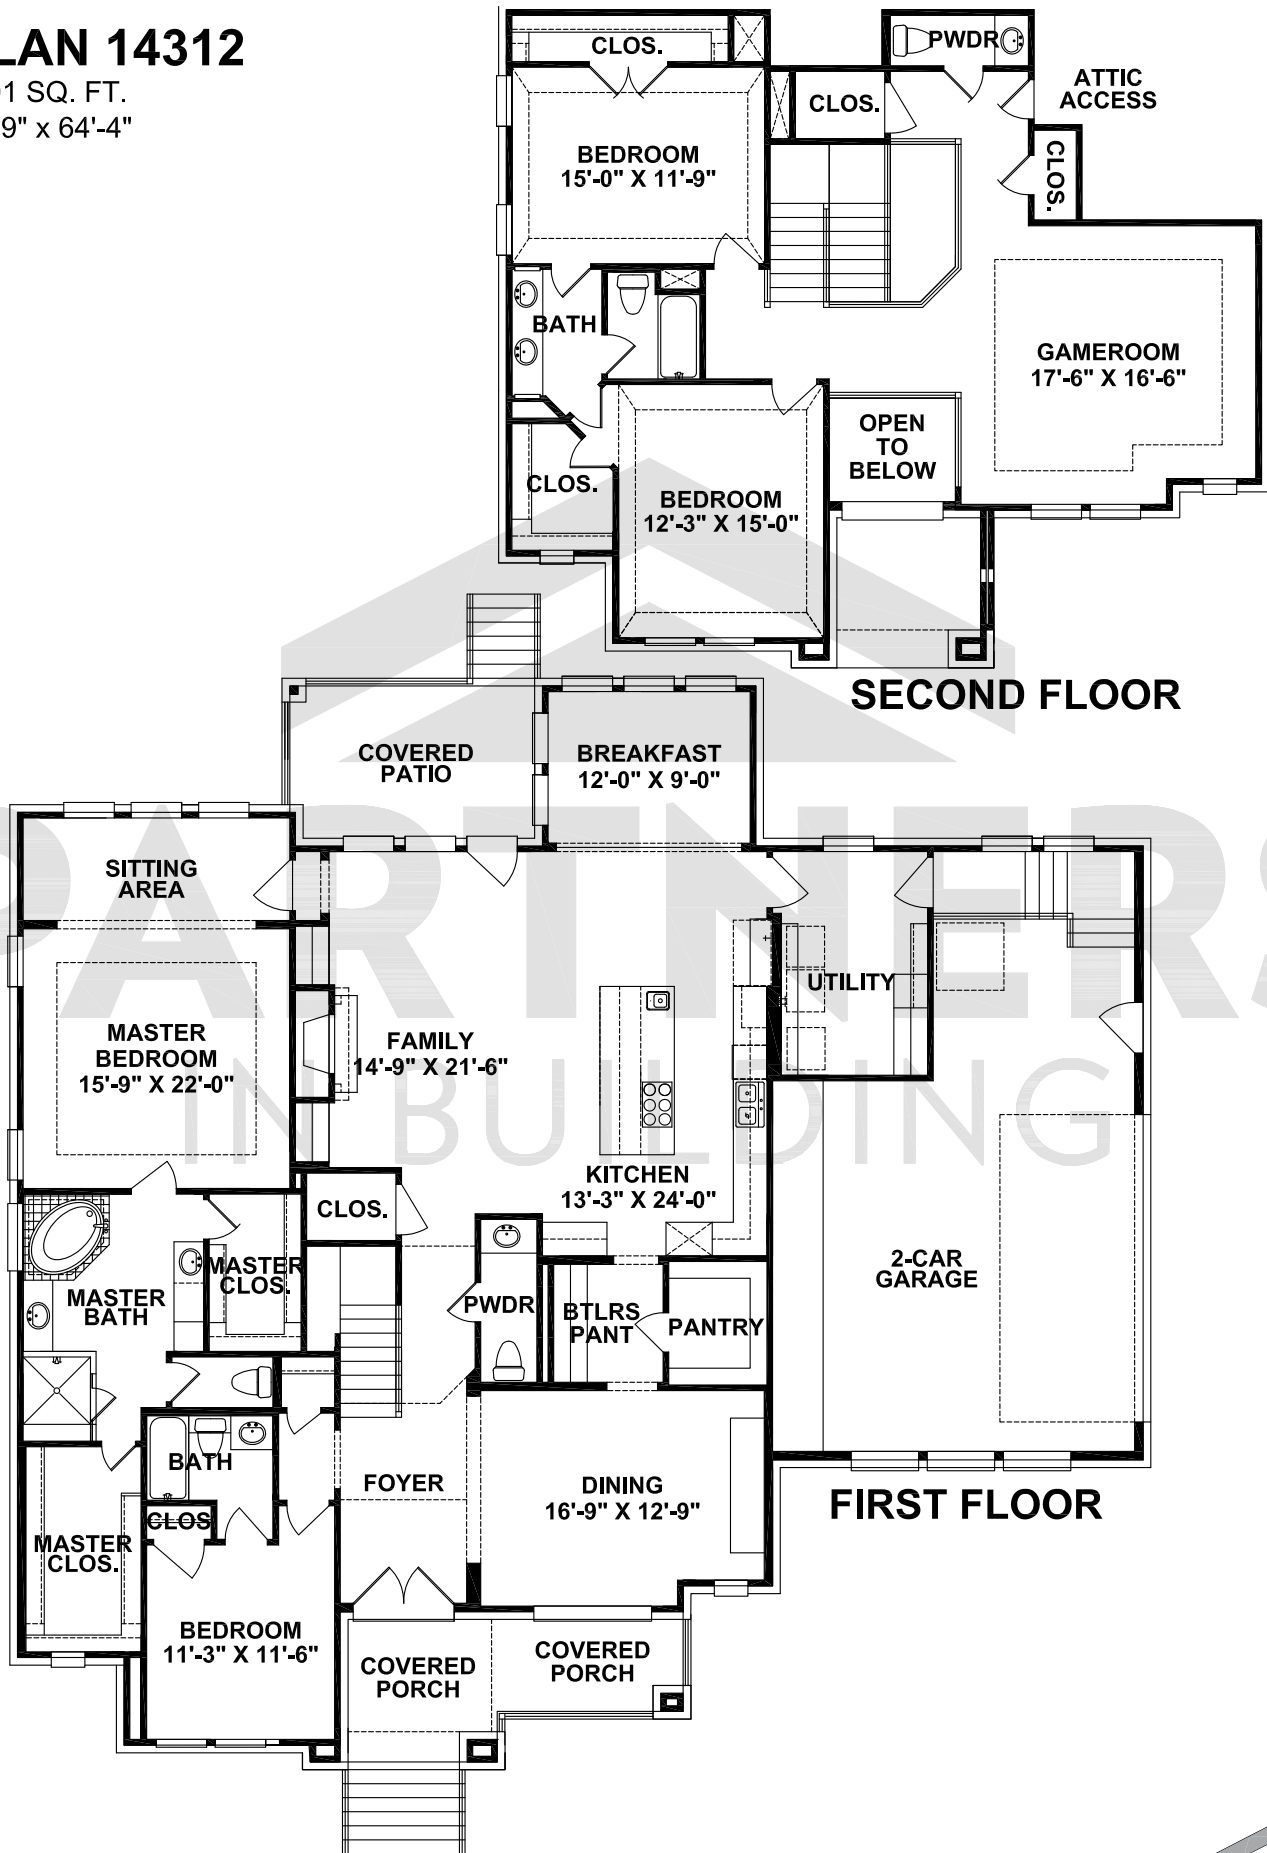 LAN 14312
SQ. FT.
9" x 64'-4"
CLOS.
PWDR
ATTIC
ACCESS
CLOS.
CLOS.
BEDROOM
15'-0" X 11'-9"
BATH
GAMEROOM
17'-6" X 16'-6"
OPEN
TO
BELOW
CLOS.
BEDROOM
12'-3" X 15'-0"
SECOND FLOOR
COVERED
PATIO
BREAKFAST
12'-0" X 9'-0"
PARTNERS
IN BUILDING
SITTING
AREA
UTILITY
MASTER
BEDROOM
15'-9" X 22'-0"
FAMILY
14'-9" X 21'-6"
KITCHEN
13'-3" X 24'-0"
CLOS.
MASTER
CLOS.
MASTER
BATH
PWDR
BTLRS
PANT
PANTRY
2-CAR
GARAGE
BATH
FOYER
DINING
16'-9" X 12'-9"
CLOS
MASTER
CLOS.
FIRST FLOOR
BEDROOM
11'-3" X 11'-6"
COVERED
PORCH
COVERED
PORCH